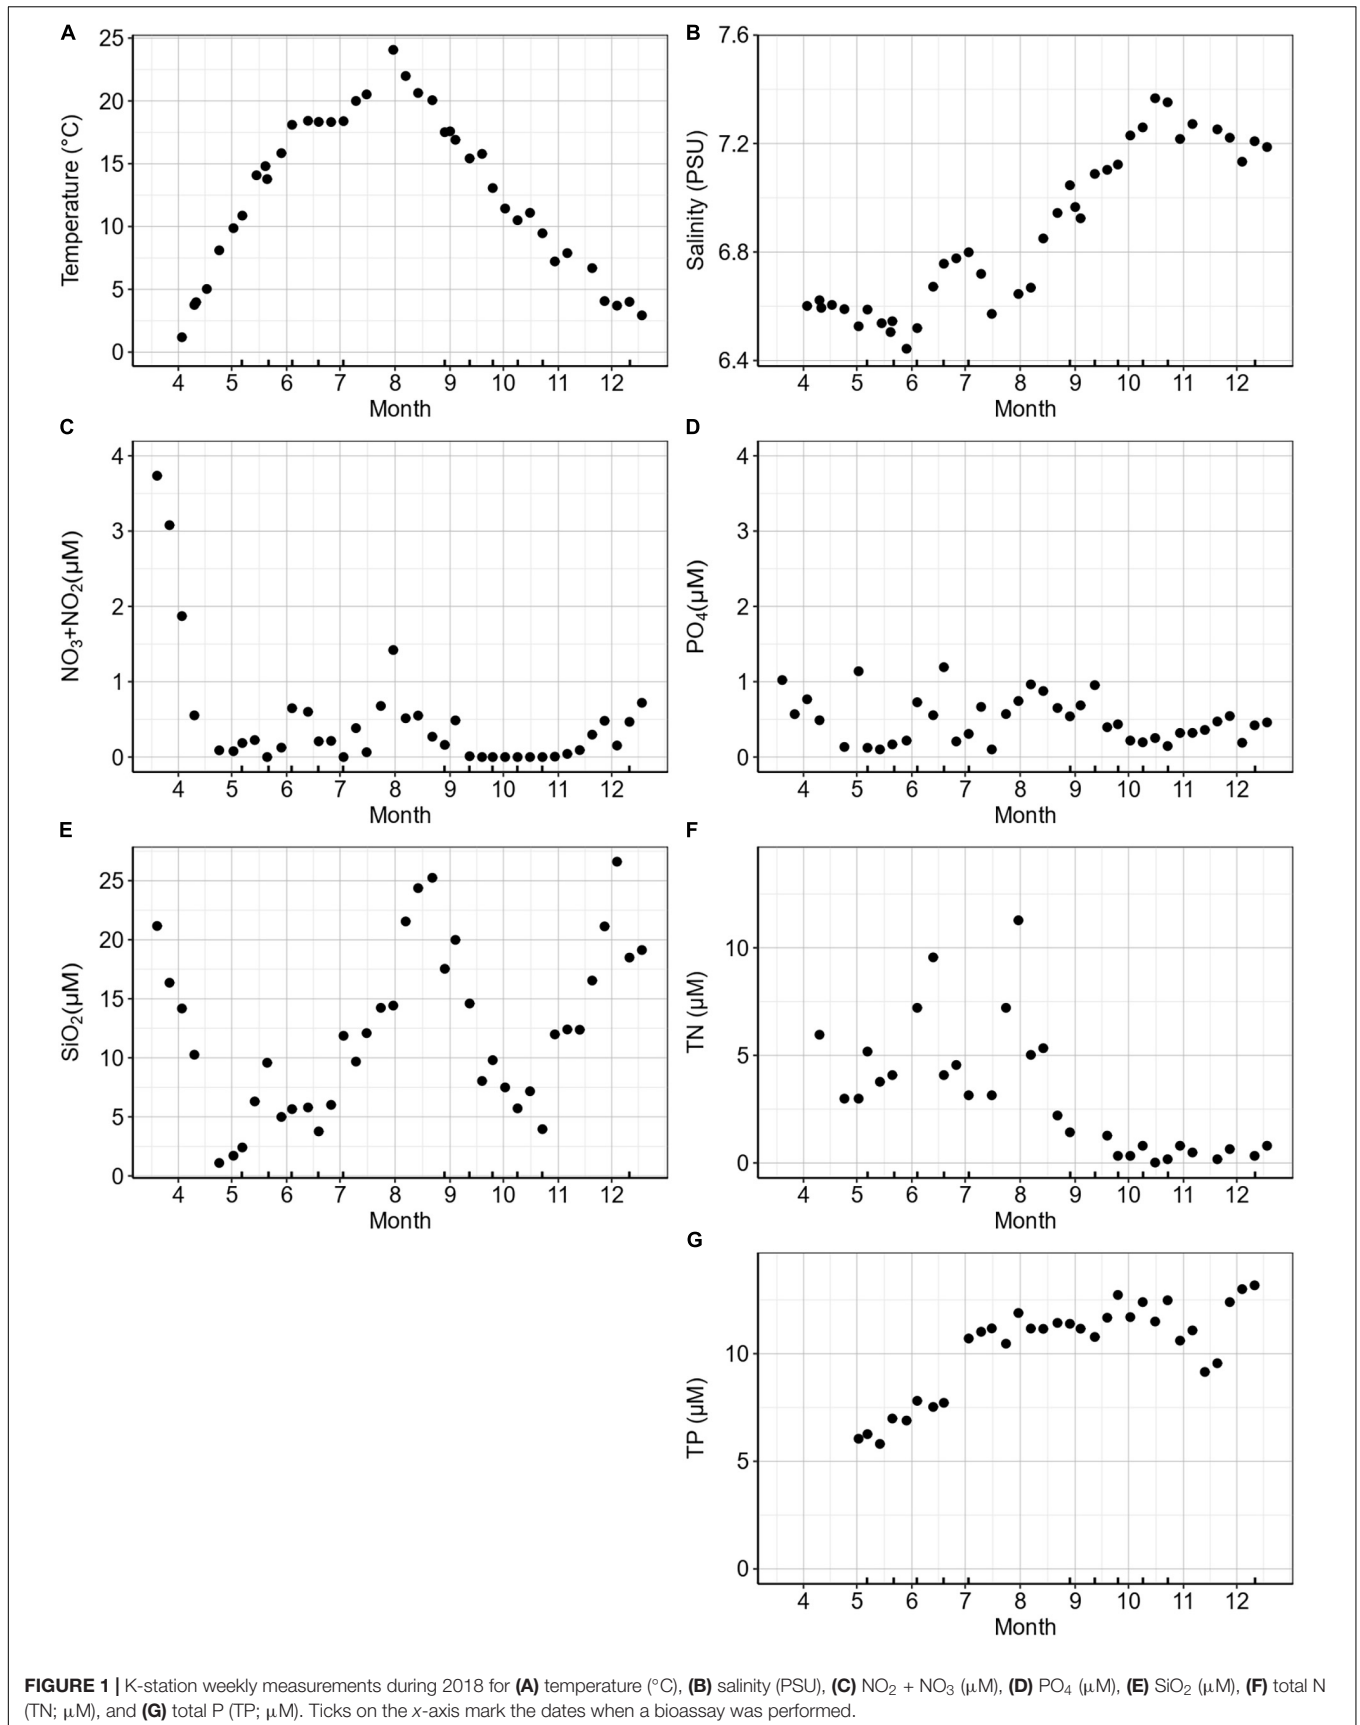 A
25
20
15
10
5
0
Temperature (°C)
4 5 6 7 8 9 10 11 12
Month
B
7.6
7.2
6.8
6.4
Salinity (PSU)
4 5 6 7 8 9 10 11 12
Month
C
4
3
2
1
0
NO3+NO2(µM)
4 5 6 7 8 9 10 11 12
Month
D
4
3
2
1
0
PO4(µM)
4 5 6 7 8 9 10 11 12
Month
E
25
20
15
10
5
0
SiO2(µM)
4 5 6 7 8 9 10 11 12
Month
F
10
5
0
TN (µM)
4 5 6 7 8 9 10 11 12
Month
G
10
5
0
TP (µM)
4 5 6 7 8 9 10 11 12
Month
FIGURE 1 | K-station weekly measurements during 2018 for (A) temperature (°C), (B) salinity (PSU), (C) NO2 + NO3 (µM), (D) PO4 (µM), (E) SiO2 (µM), (F) total N
(TN; µM), and (G) total P (TP; µM). Ticks on the x-axis mark the dates when a bioassay was performed.